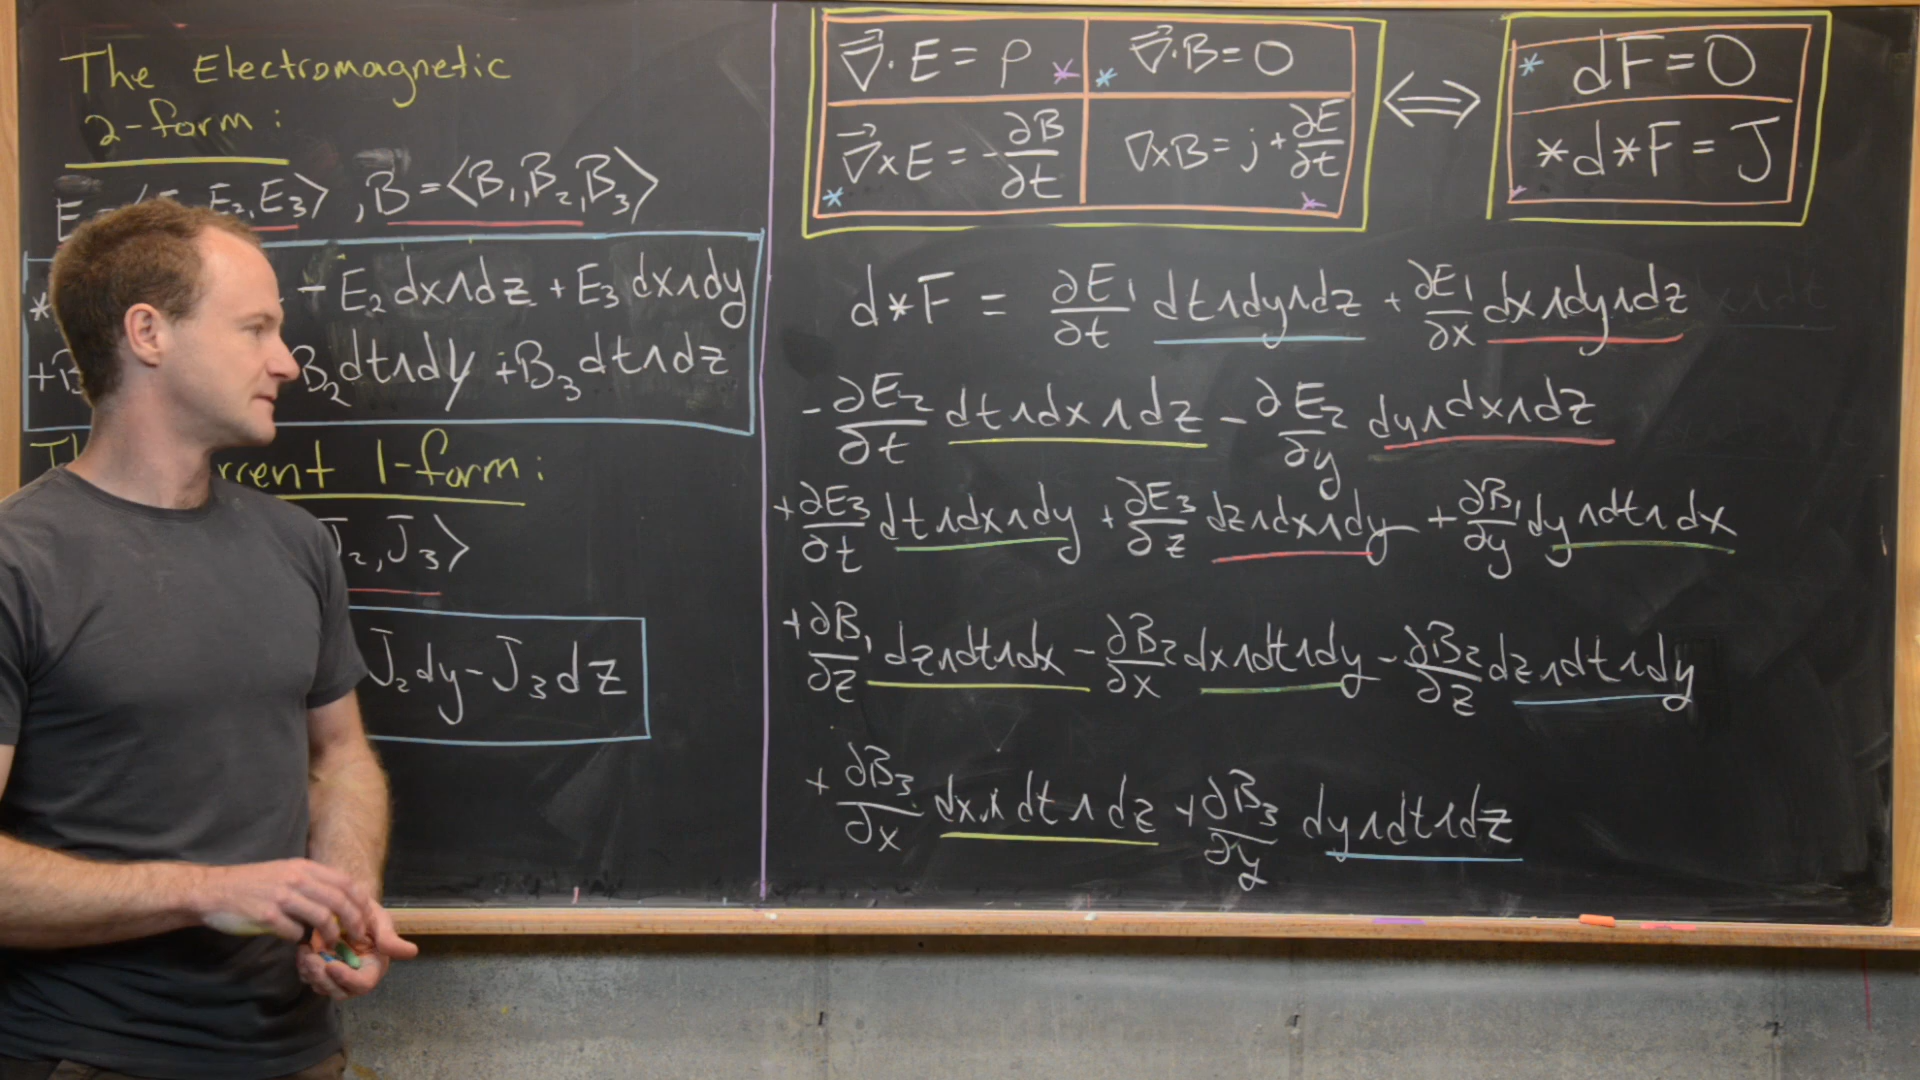 The Electromagnetic
2-form:
E2, E3⟩ , B = ⟨B1, B2, B3⟩
* - E2 dx∧dz + E3 dx∧dy
+B B2 dt∧dy + B3 dt∧dz
rrent 1-form:
J2, J3⟩
J2 dy - J3 dz
∇⃗·E = ρ * * ∇⃗·B = 0
∇⃗×E = -∂B/∂t * ∇×B = j + ∂E/∂t *
⟺
* dF = 0
*d*F = J *
d*F = ∂E1/∂t dt∧dy∧dz + ∂E1/∂x dx∧dy∧dz
- ∂E2/∂t dt∧dx∧dz - ∂E2/∂y dy∧dx∧dz
+ ∂E3/∂t dt∧dx∧dy + ∂E3/∂z dz∧dx∧dy + ∂B1/∂y dy∧dt∧dx
+ ∂B1/∂z dz∧dt∧dx - ∂B2/∂x dx∧dt∧dy - ∂B2/∂z dz∧dt∧dy
+ ∂B3/∂x dx∧dt∧dz + ∂B3/∂y dy∧dt∧dz